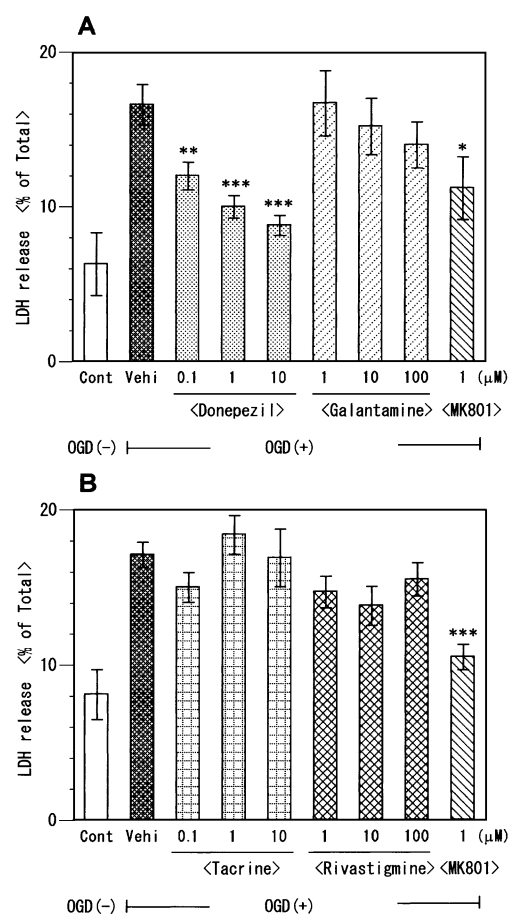 A
20
10
0
LDH release <% of Total>
**
***
***
*
Cont Vehi 0.1 1 10 1 10 100 1 (μM)
<Donepezil> <Galantamine> <MK801>
OGD(-) OGD(+)
B
20
10
0
LDH release <% of Total>
***
Cont Vehi 0.1 1 10 1 10 100 1 (μM)
<Tacrine> <Rivastigmine> <MK801>
OGD(-) OGD(+)